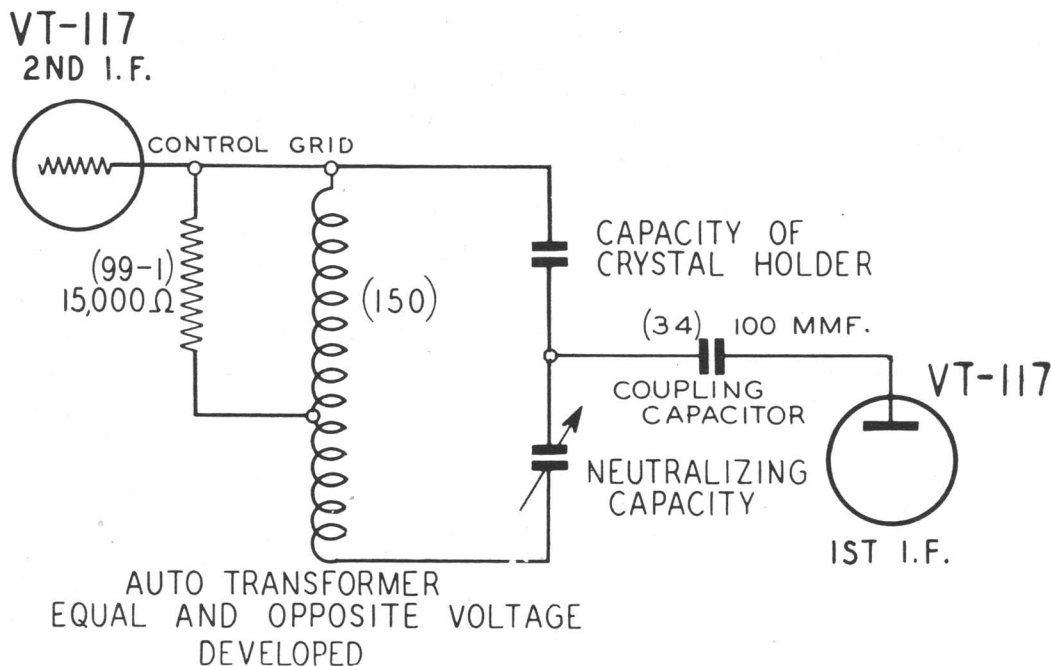 VT-117
2ND I.F.
CONTROL GRID
(99-1)
15,000Ω
(150)
CAPACITY OF
CRYSTAL HOLDER
(34) 100 MMF.
COUPLING
CAPACITOR
VT-117
NEUTRALIZING
CAPACITY
1ST I.F.
AUTO TRANSFORMER
EQUAL AND OPPOSITE VOLTAGE
DEVELOPED